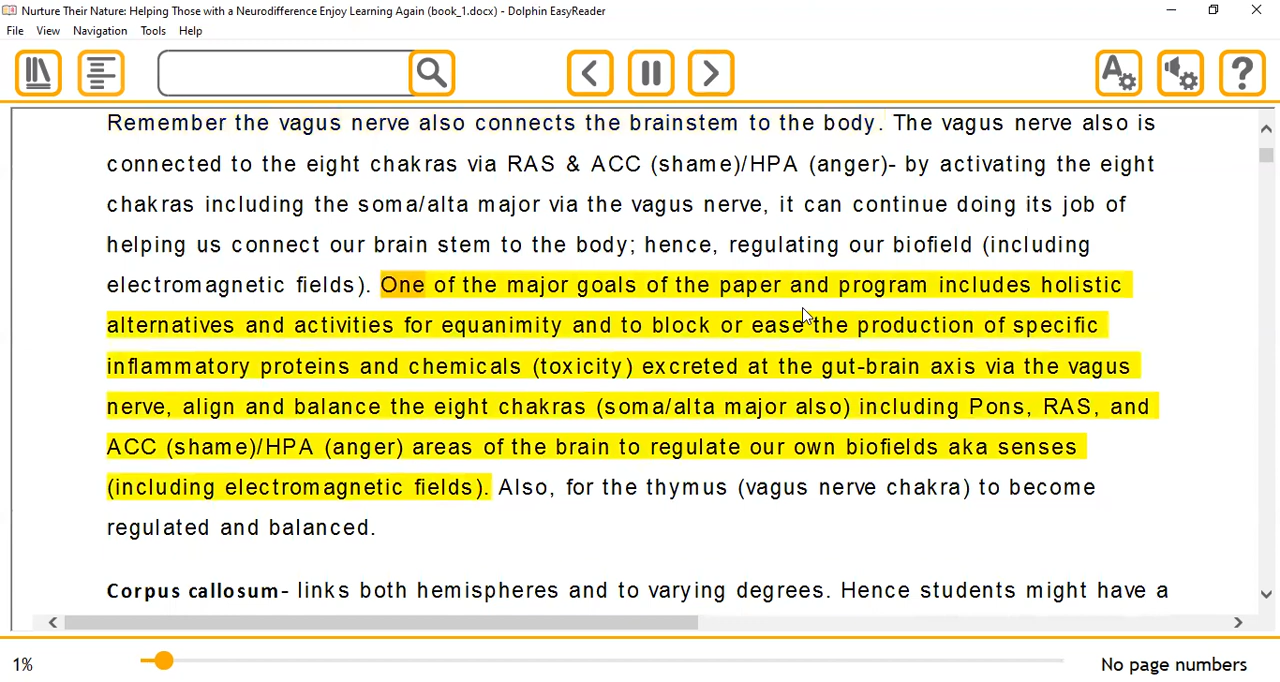 Nurture Their Nature: Helping Those with a Neurodifference Enjoy Learning Again (book_1.docx) - Dolphin EasyReader
File View Navigation Tools Help
Remember the vagus nerve also connects the brainstem to the body. The vagus nerve also is
connected to the eight chakras via RAS & ACC (shame)/HPA (anger)- by activating the eight
chakras including the soma/alta major via the vagus nerve, it can continue doing its job of
helping us connect our brain stem to the body; hence, regulating our biofield (including
electromagnetic fields). One of the major goals of the paper and program includes holistic
alternatives and activities for equanimity and to block or ease the production of specific
inflammatory proteins and chemicals (toxicity) excreted at the gut-brain axis via the vagus
nerve, align and balance the eight chakras (soma/alta major also) including Pons, RAS, and
ACC (shame)/HPA (anger) areas of the brain to regulate our own biofields aka senses
(including electromagnetic fields). Also, for the thymus (vagus nerve chakra) to become
regulated and balanced.
Corpus callosum- links both hemispheres and to varying degrees. Hence students might have a
1%
No page numbers